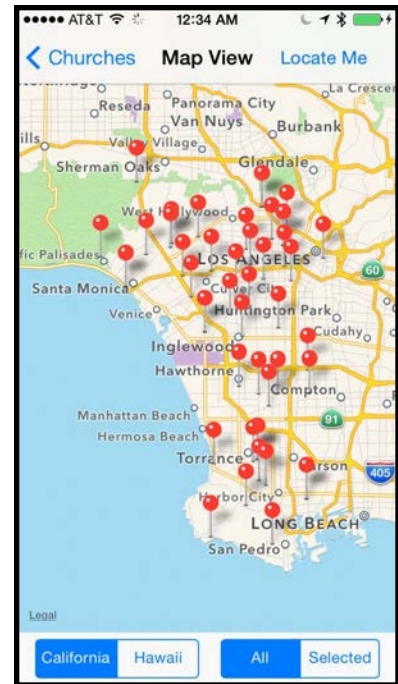 AT&T 12:34 AM
Churches Map View Locate Me
La Crescen
Reseda Panorama City
Van Nuys Burbank
Valley Village
Sherman Oaks Glendale
West Hollywood
fic Palisades LOS ANGELES
60
Santa Monica Culver City
Venice Huntington Park
Cudahy
Inglewood
Hawthorne
Compton
Manhattan Beach 91
Hermosa Beach
Torrance Carson 405
Harbor City
LONG BEACH
San Pedro
Legal
California Hawaii All Selected